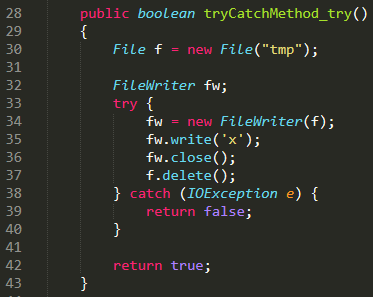 28 public boolean tryCatchMethod_try()
29 {
30 File f = new File("tmp");
31
32 FileWriter fw;
33 try {
34 fw = new FileWriter(f);
35 fw.write('x');
36 fw.close();
37 f.delete();
38 } catch (IOException e) {
39 return false;
40 }
41
42 return true;
43 }